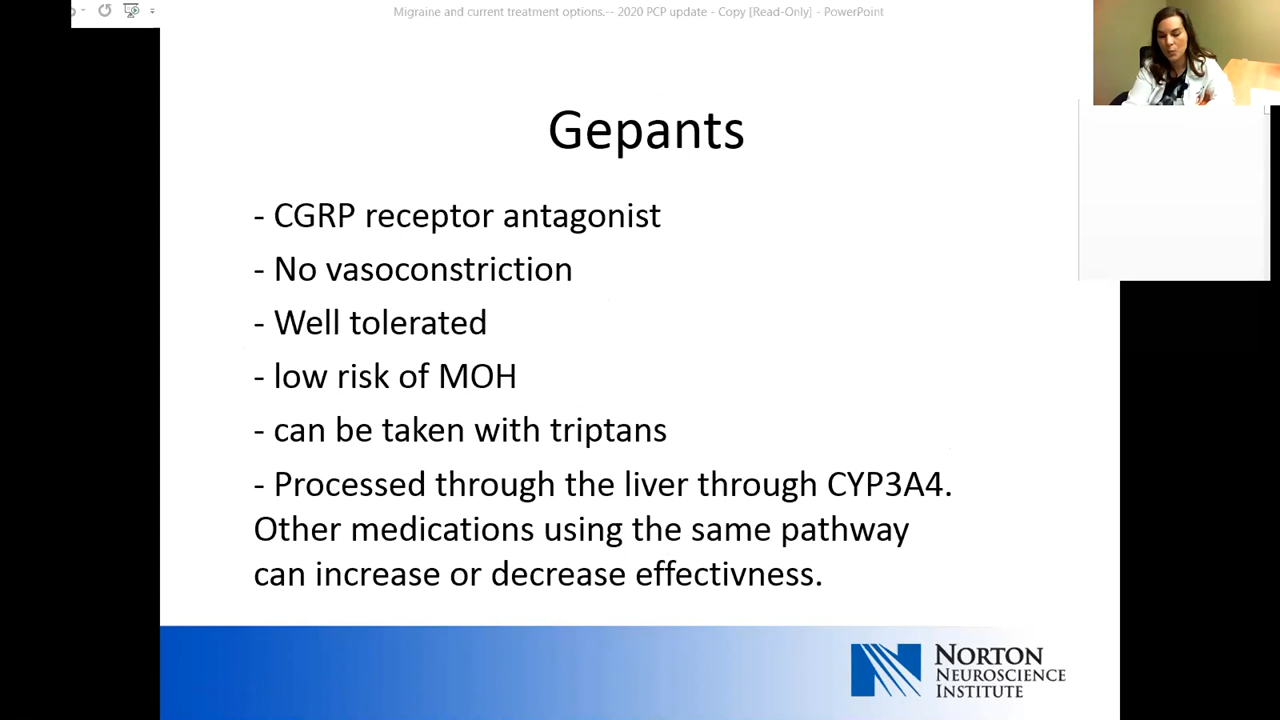 Migraine and current treatment options.-- 2020 PCP update - Copy [Read-Only] - PowerPoint
Gepants
- CGRP receptor antagonist
- No vasoconstriction
- Well tolerated
- low risk of MOH
- can be taken with triptans
- Processed through the liver through CYP3A4.
Other medications using the same pathway
can increase or decrease effectivness.
NORTON
NEUROSCIENCE
INSTITUTE